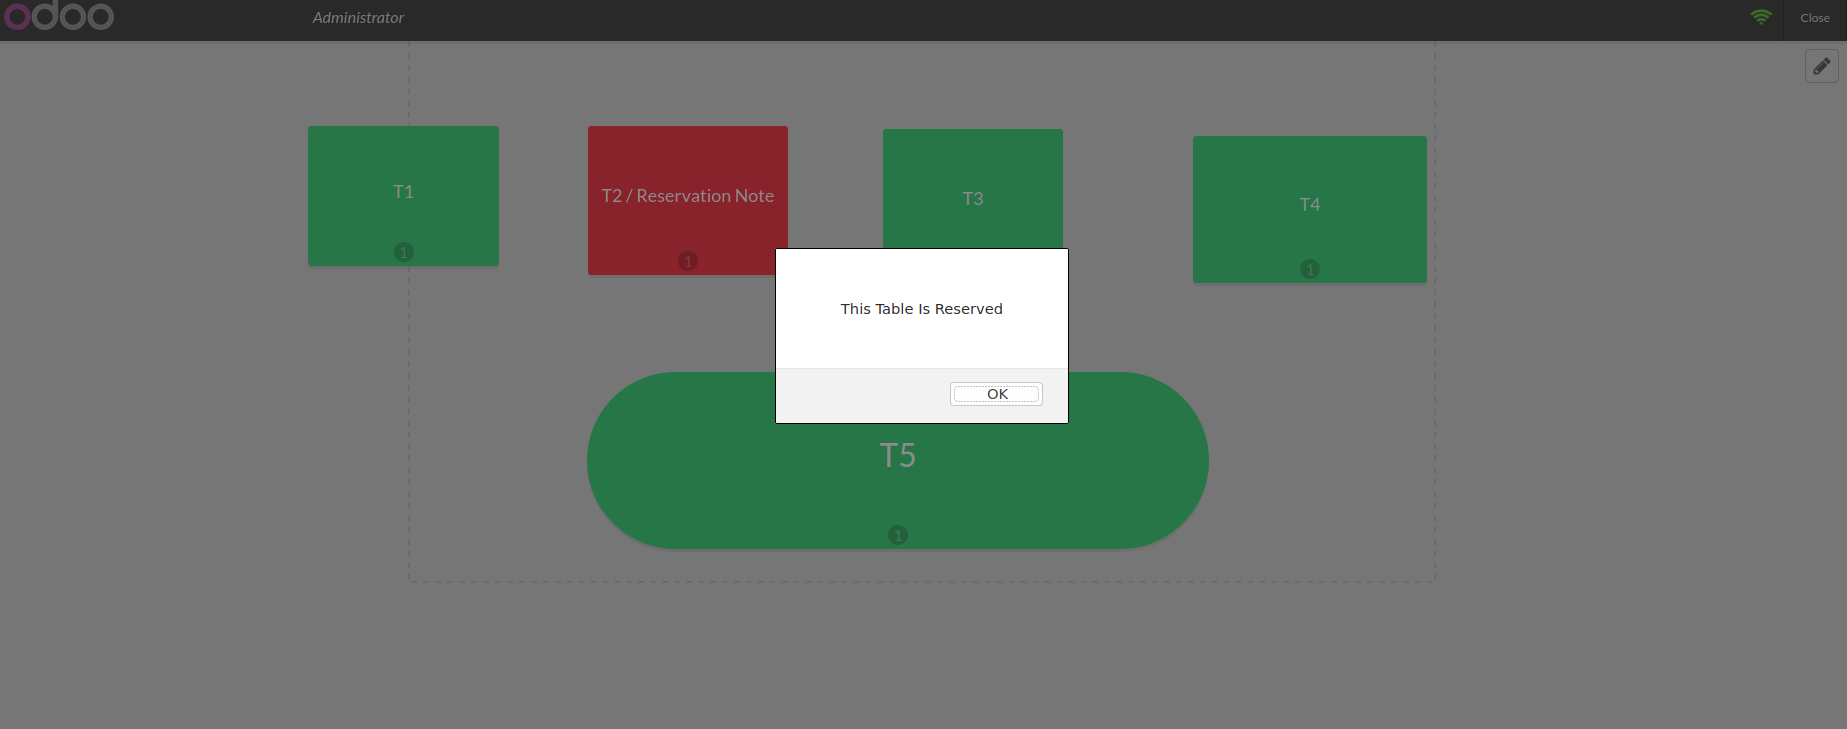 odoo
Administrator
Close
T1
1
T2 / Reservation Note
1
T3
T4
1
This Table Is Reserved
OK
T5
1